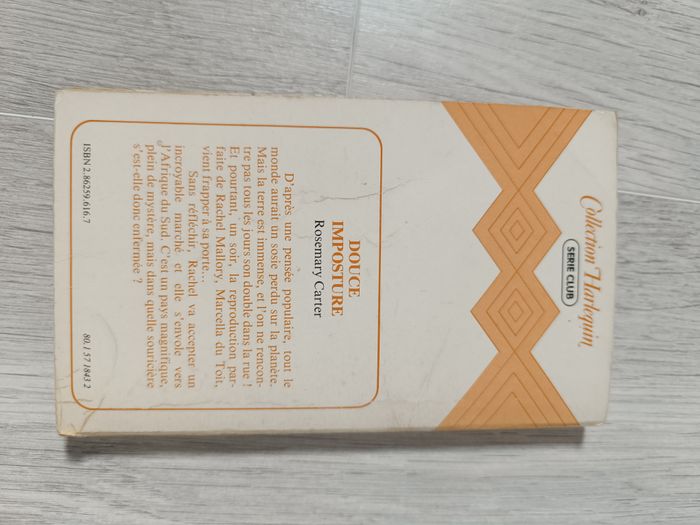 Collection Harlequin
SERIE CLUB
DOUCE
IMPOSTURE
Rosemary Carter
D'après une pensée populaire, tout le
monde aurait un sosie perdu sur la planète.
Mais la terre est immense, et l'on ne rencon-
tre pas tous les jours son double dans la rue !
Et pourtant, un soir, la reproduction par-
faite de Rachel Mallory, Marcella du Toit,
vient frapper à sa porte...
Sans réfléchir, Rachel va accepter un
incroyable marché et elle s'envole vers
l'Afrique du Sud. C'est un pays magnifique,
plein de mystère, mais dans quelle souricière
s'est-elle donc enfermée ?
ISBN 2.86259.616.7
80.1 57 1843 2